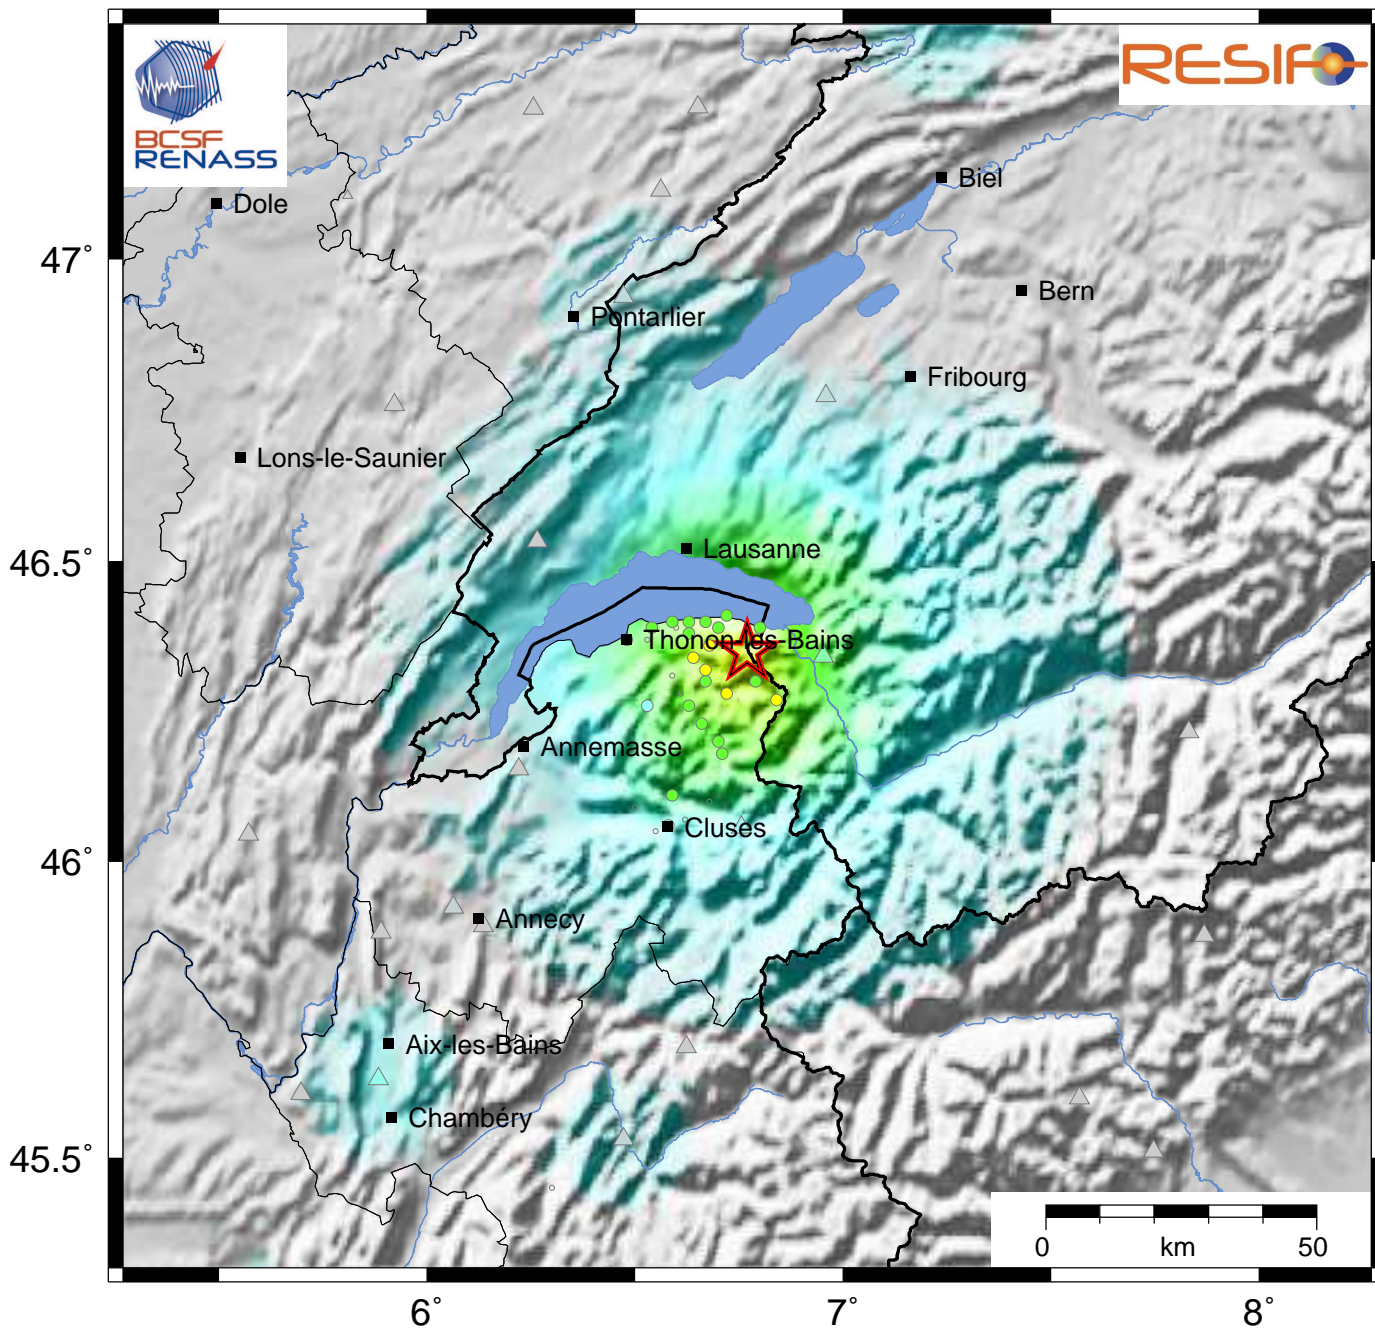 BCSF
RENASS
RESIF
Dole
Biel
47°
Bern
Pontarlier
Fribourg
Lons-le-Saunier
46.5°
Lausanne
Thonon-les-Bains
Annemasse
Cluses
46°
Annecy
Aix-les-Bains
Chambéry
45.5°
0 km 50
6° 7° 8°